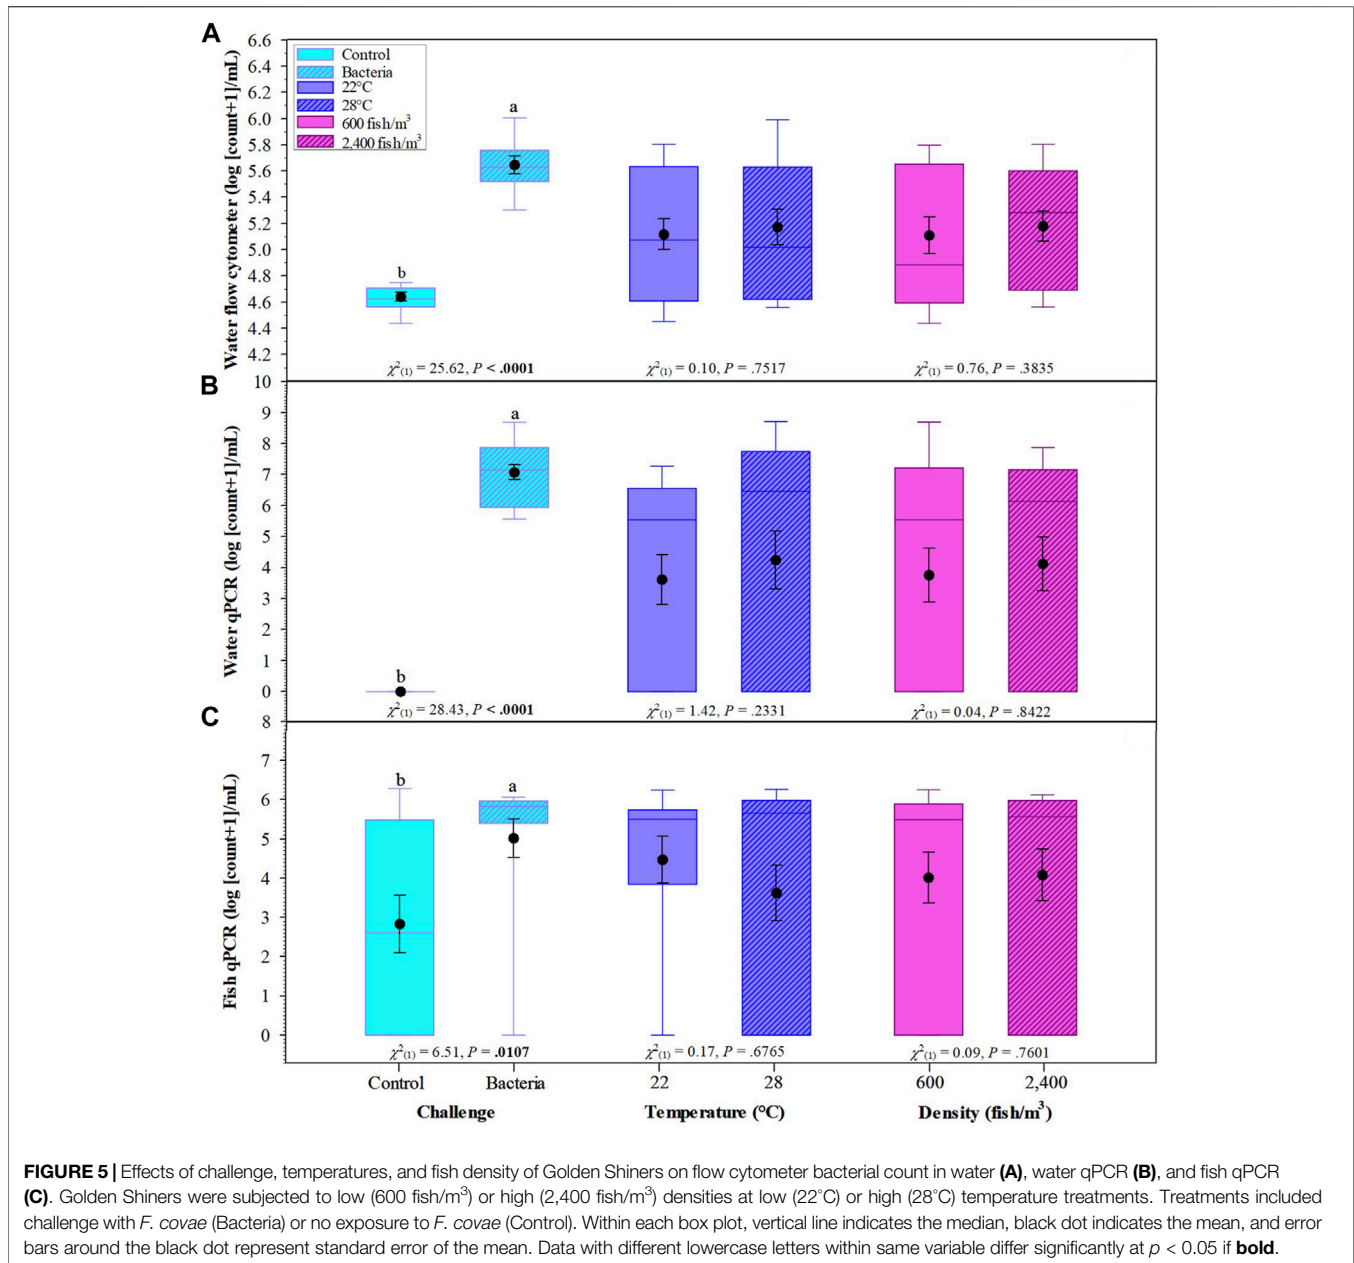 A
Water flow cytometer (log [count+1]/mL)
6.6
6.4
6.2
6.0
5.8
5.6
5.4
5.2
5.0
4.8
4.6
4.4
4.2
Control
Bacteria
22°C
28°C
600 fish/m³
2,400 fish/m³
b
a
χ²(1) = 25.62, P < .0001
χ²(1) = 0.10, P = .7517
χ²(1) = 0.76, P = .3835
B
Water qPCR (log [count+1]/mL)
10
9
8
7
6
5
4
3
2
1
0
b
a
χ²(1) = 28.43, P < .0001
χ²(1) = 1.42, P = .2331
χ²(1) = 0.04, P = .8422
C
Fish qPCR (log [count+1]/mL)
8
7
6
5
4
3
2
1
0
b
a
χ²(1) = 6.51, P = .0107
χ²(1) = 0.17, P = .6765
χ²(1) = 0.09, P = .7601
Control Bacteria 22 28 600 2,400
Challenge Temperature (°C) Density (fish/m³)
FIGURE 5 | Effects of challenge, temperatures, and fish density of Golden Shiners on flow cytometer bacterial count in water (A), water qPCR (B), and fish qPCR
(C). Golden Shiners were subjected to low (600 fish/m³) or high (2,400 fish/m³) densities at low (22°C) or high (28°C) temperature treatments. Treatments included
challenge with F. covae (Bacteria) or no exposure to F. covae (Control). Within each box plot, vertical line indicates the median, black dot indicates the mean, and error
bars around the black dot represent standard error of the mean. Data with different lowercase letters within same variable differ significantly at p < 0.05 if bold.